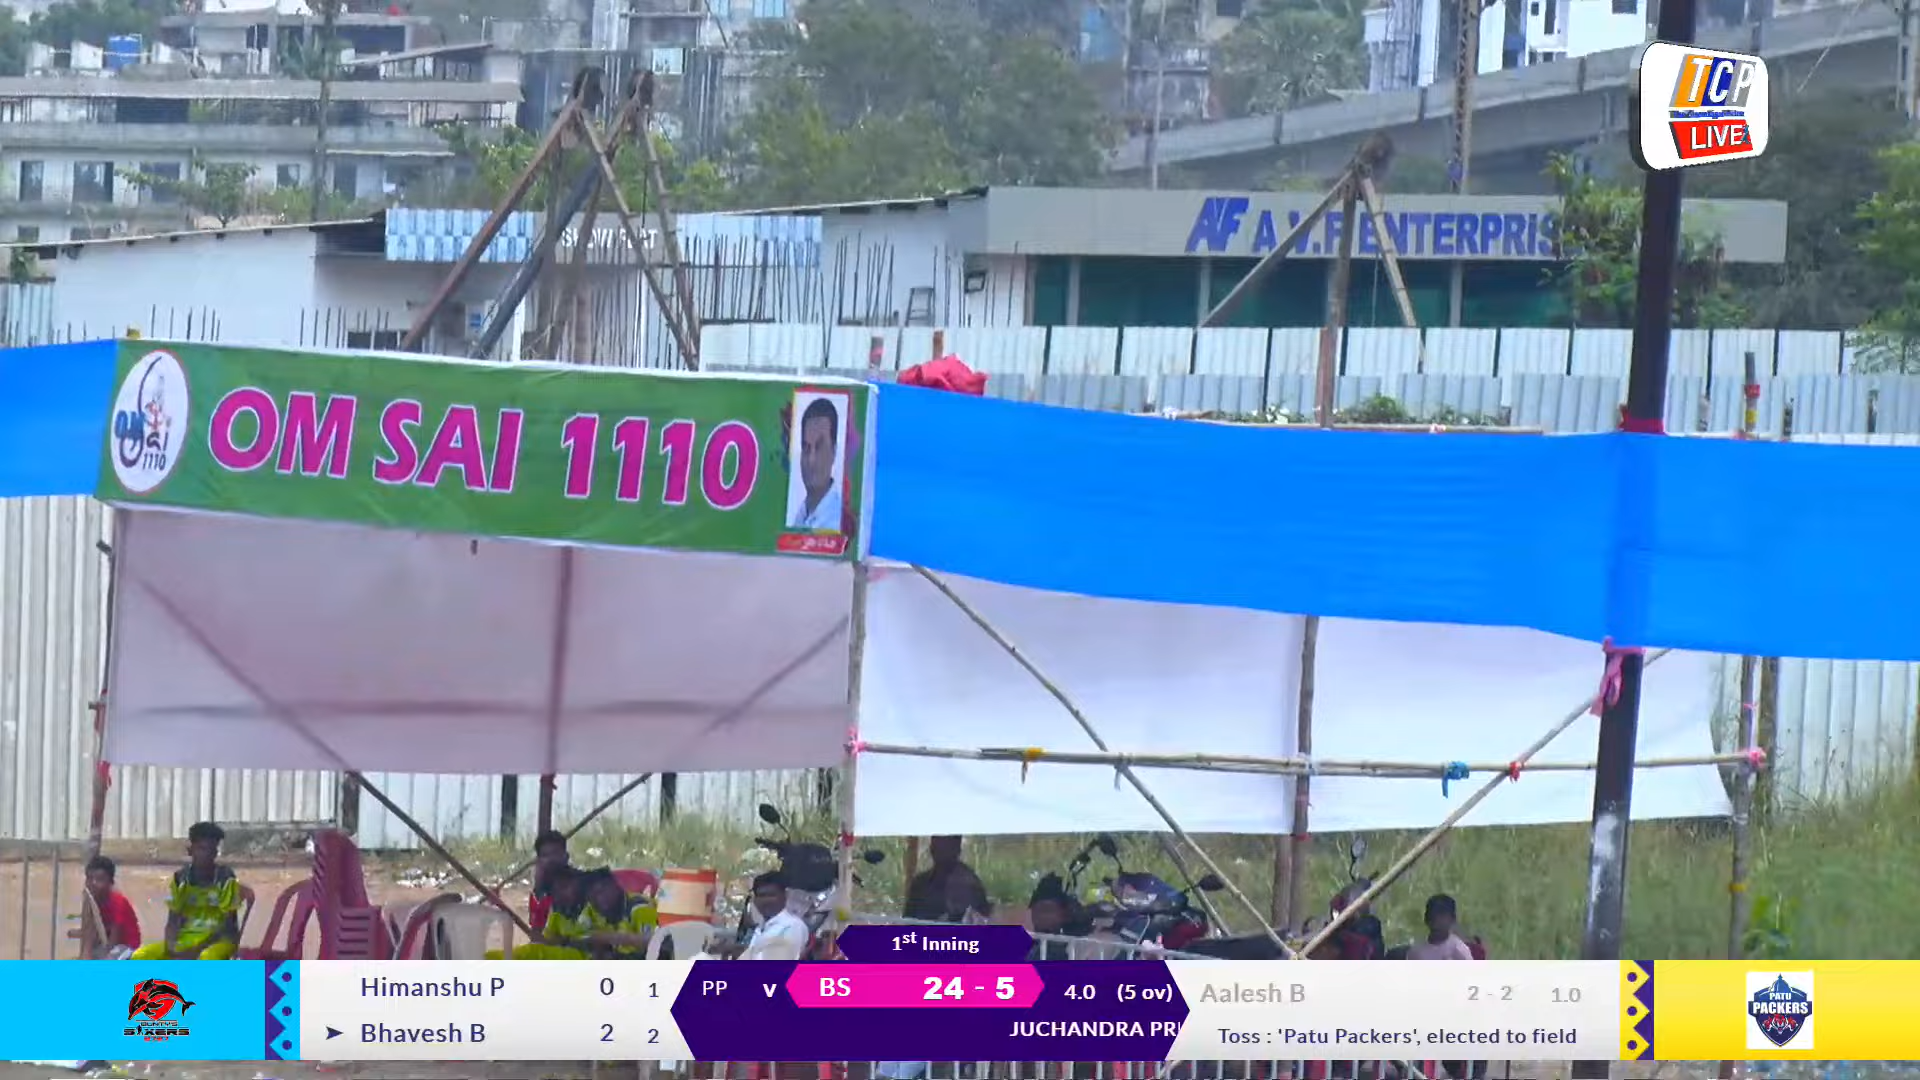 TCP
LIVE
AVF A.V.F ENTERPRIS
OM SAI 1110
1110
1st Inning
Himanshu P 0 1
Bhavesh B 2 2
PP v BS 24 - 5 4.0 (5 ov)
JUCHANDRA PR
Aalesh B 2 - 2 1.0
Toss : 'Patu Packers', elected to field
SIXERS
PATU
PACKERS